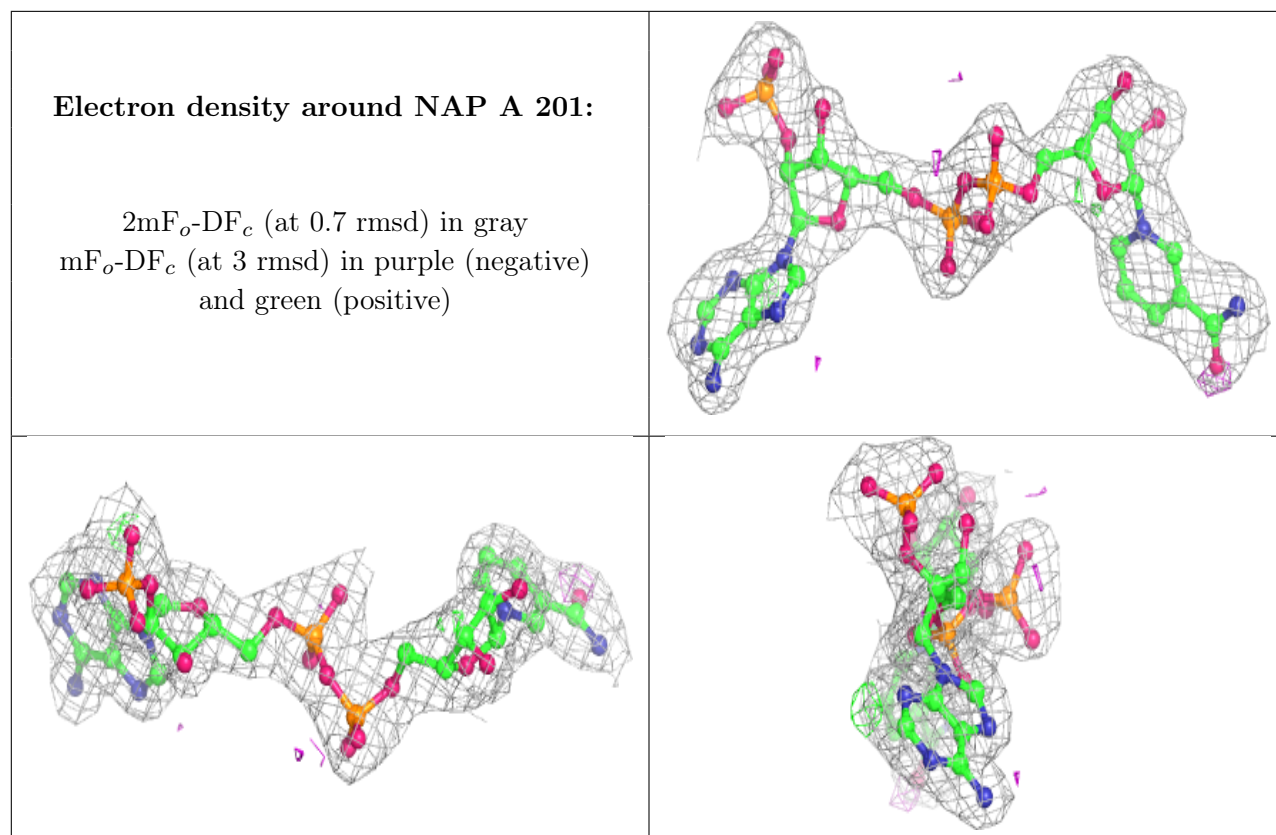 Electron density around NAP A 201:
2mFₒ-DF𝒸 (at 0.7 rmsd) in gray
mFₒ-DF𝒸 (at 3 rmsd) in purple (negative)
and green (positive)